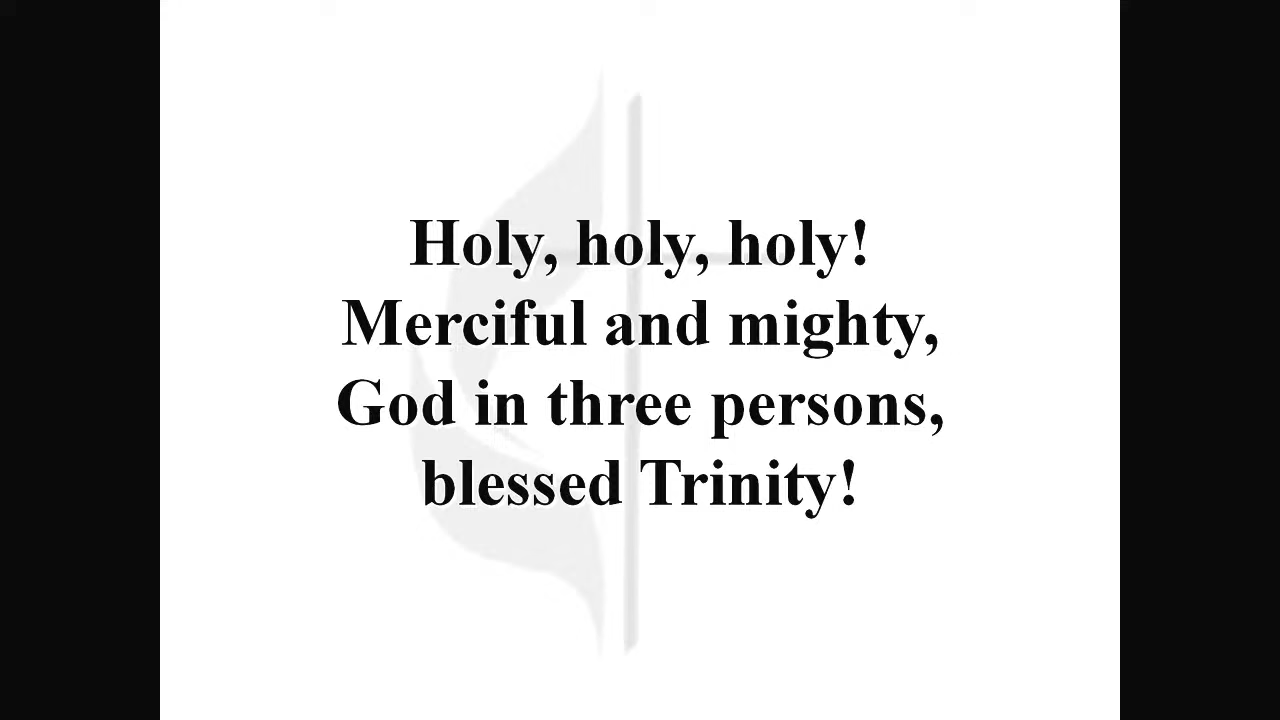 Holy, holy, holy!
Merciful and mighty,
God in three persons,
blessed Trinity!